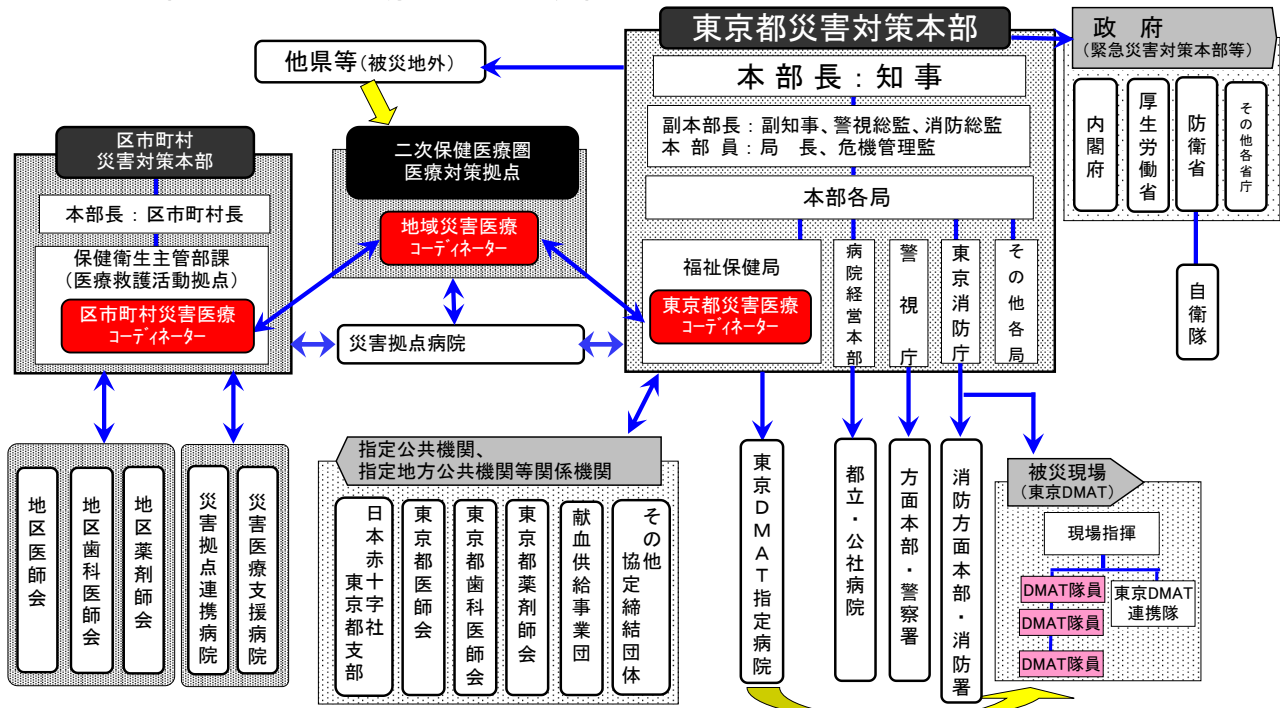 東京都災害対策本部
本部長：知事
副本部長：副知事、警視総監、消防総監
本部員：局　長、危機管理監
本部各局
福祉保健局
東京都災害医療
コーディネーター
病院経営本部
警視庁
東京消防庁
その他各局
政　府
（緊急災害対策本部等）
内閣府
厚生労働省
防衛省
その他各省庁
自衛隊
他県等（被災地外）
二次保健医療圏
医療対策拠点
地域災害医療
コーディネーター
災害拠点病院
区市町村
災害対策本部
本部長：区市町村長
保健衛生主管部課
（医療救護活動拠点）
区市町村災害医療
コーディネーター
地区医師会
地区歯科医師会
地区薬剤師会
災害拠点連携病院
災害医療支援病院
指定公共機関、
指定地方公共機関等関係機関
日本赤十字社
東京都支部
東京都医師会
東京都歯科医師会
東京都薬剤師会
献血供給事業団
その他
協定締結団体
東京DMAT指定病院
都立・公社病院
方面本部・警察署
消防方面本部・消防署
被災現場
（東京DMAT）
現場指揮
DMAT隊員
DMAT隊員
DMAT隊員
東京DMAT
連携隊